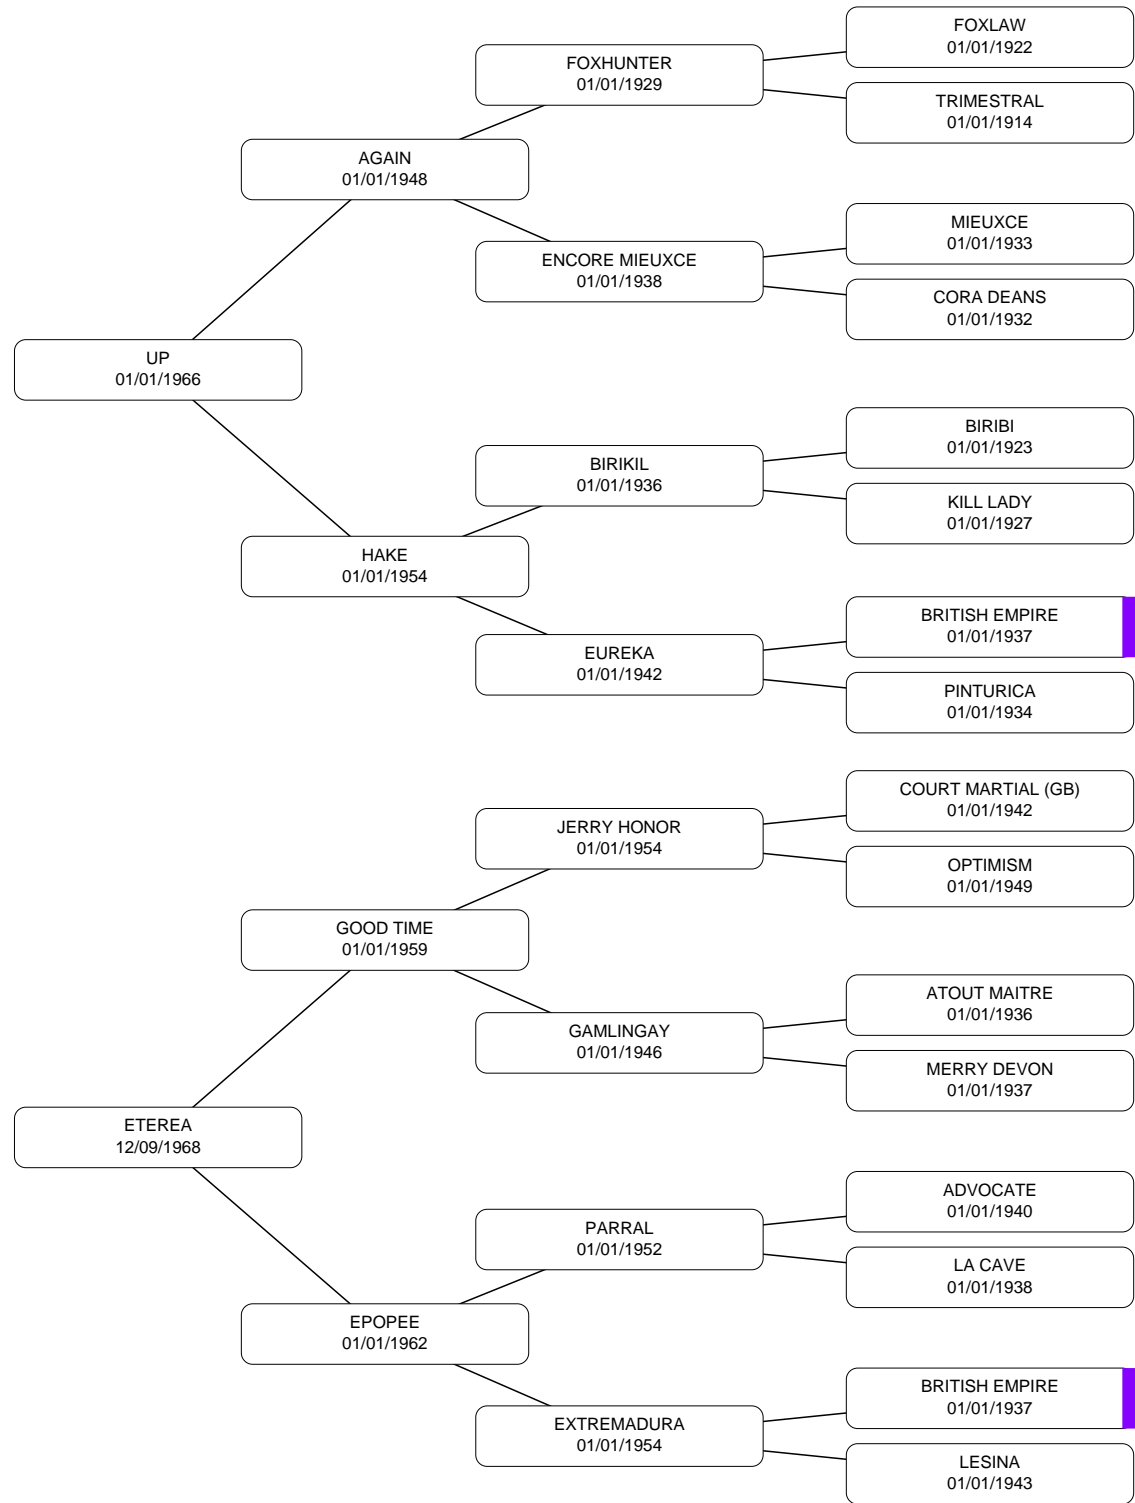 FOXLAW
01/01/1922
FOXHUNTER
01/01/1929
TRIMESTRAL
01/01/1914
AGAIN
01/01/1948
MIEUXCE
01/01/1933
ENCORE MIEUXCE
01/01/1938
CORA DEANS
01/01/1932
UP
01/01/1966
BIRIBI
01/01/1923
BIRIKIL
01/01/1936
KILL LADY
01/01/1927
HAKE
01/01/1954
BRITISH EMPIRE
01/01/1937
EUREKA
01/01/1942
PINTURICA
01/01/1934
COURT MARTIAL (GB)
01/01/1942
JERRY HONOR
01/01/1954
OPTIMISM
01/01/1949
GOOD TIME
01/01/1959
ATOUT MAITRE
01/01/1936
GAMLINGAY
01/01/1946
MERRY DEVON
01/01/1937
ETEREA
12/09/1968
ADVOCATE
01/01/1940
PARRAL
01/01/1952
LA CAVE
01/01/1938
EPOPEE
01/01/1962
BRITISH EMPIRE
01/01/1937
EXTREMADURA
01/01/1954
LESINA
01/01/1943